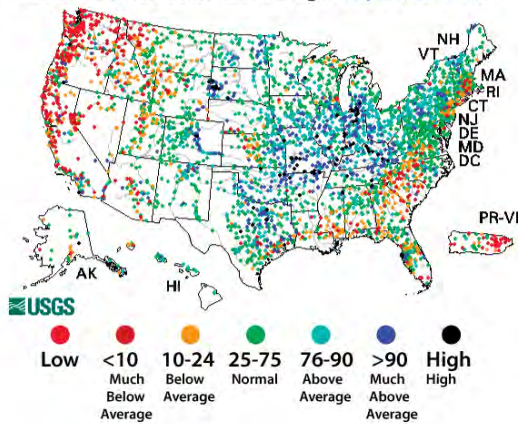 NH
VT
MA
RI
CT
NJ
DE
MD
DC
PR-VI
AK
HI
USGS
Low <10 10-24 25-75 76-90 >90 High
Much Below Normal Above Much High
Below Average Average Above
Average Average